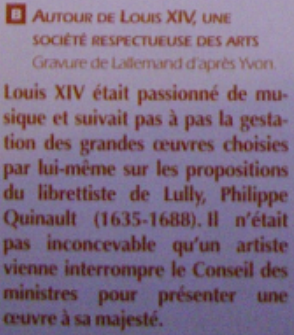 B AUTOUR DE LOUIS XIV, UNE
SOCIÉTÉ RESPECTUEUSE DES ARTS
Gravure de Lallemand d'après Yvon.
Louis XIV était passionné de mu-
sique et suivait pas à pas la gesta-
tion des grandes œuvres choisies
par lui-même sur les propositions
du librettiste de Lully, Philippe
Quinault (1635-1688). Il n'était
pas inconcevable qu'un artiste
vienne interrompre le Conseil des
ministres pour présenter une
œuvre à sa majesté.